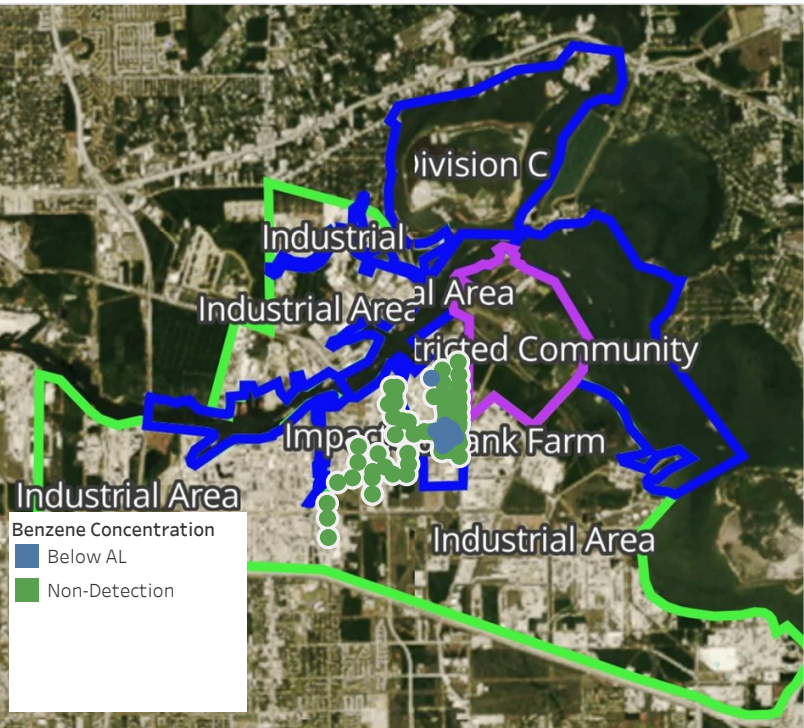 Division C
Industrial
al Area
Industrial Area
tricted Community
Impac
ank Farm
Industrial Area
Industrial Area
Benzene Concentration
Below AL
Non-Detection